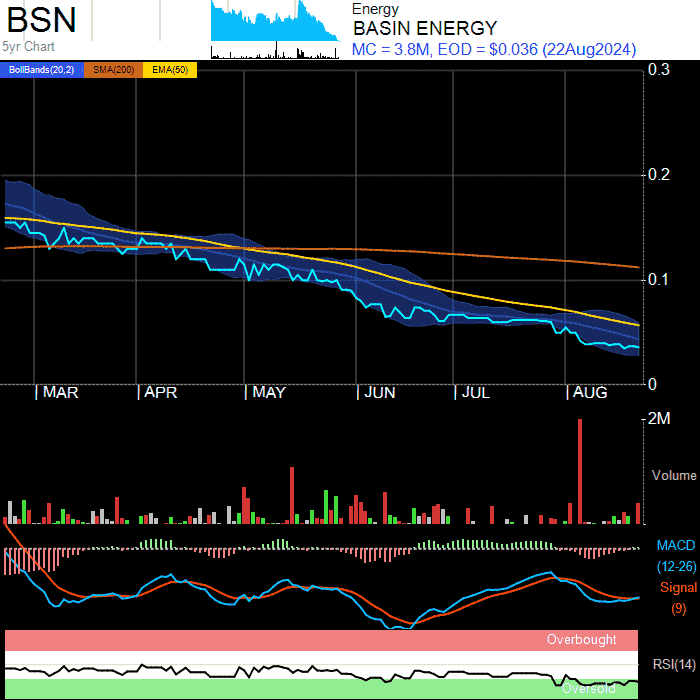 BSN
5yr Chart
Energy
BASIN ENERGY
MC = 3.8M, EOD = $0.036 (22Aug2024)
BollBands(20,2) SMA(200) EMA(50)
0.3
0.2
0.1
0
MAR APR MAY JUN JUL AUG
2M
Volume
MACD
(12-26)
Signal
(9)
Overbought
RSI(14)
Oversold